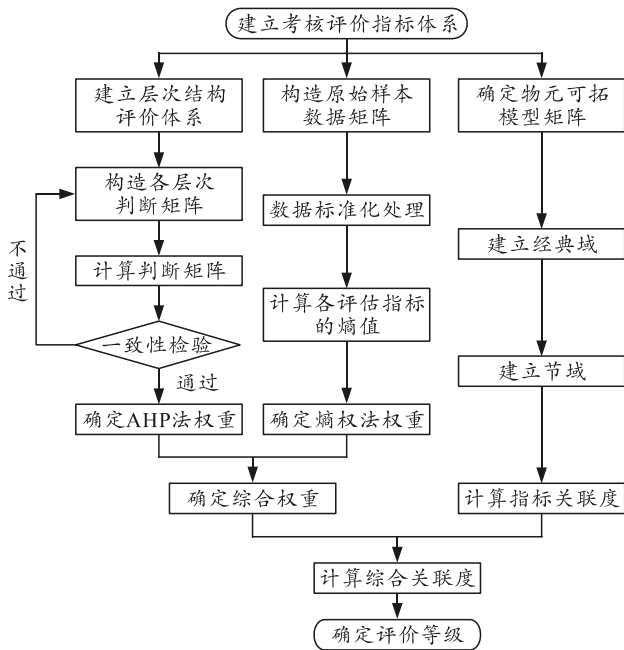 建立考核评价指标体系
建立层次结构
评价体系
构造原始样本
数据矩阵
确定物元可拓
模型矩阵
构造各层次
判断矩阵
数据标准化处理
建立经典域
不通过
计算判断矩阵
计算各评估指标
的熵值
一致性检验
建立节域
通过
确定AHP法权重
确定熵权法权重
确定综合权重
计算指标关联度
计算综合关联度
确定评价等级